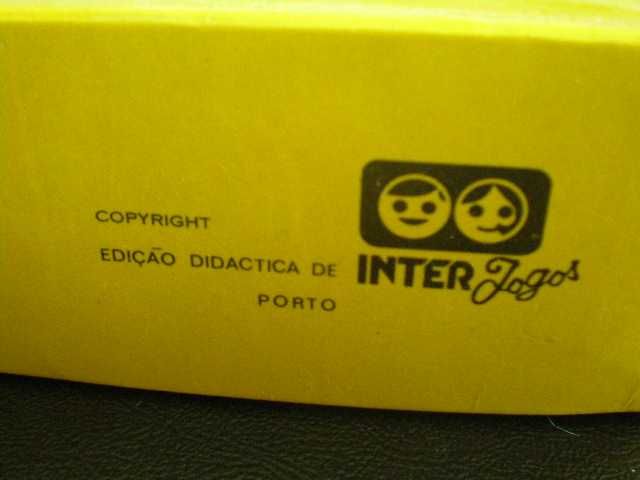 COPYRIGHT
EDIÇÃO DIDACTICA DE
PORTO
INTER Jogos